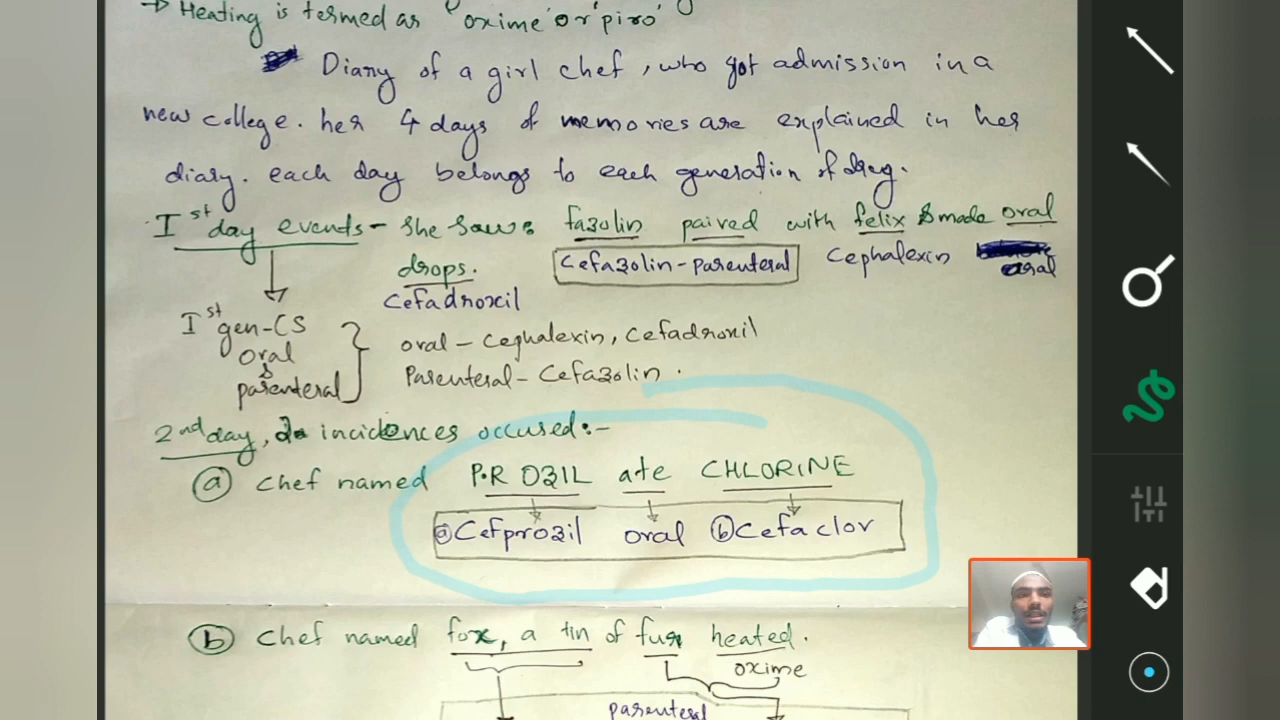 → Heating is termed as 'oxime' or 'piro'
Diary of a girl chef, who got admission in a
new college. her 4 days of memories are explained in her
diary. each day belongs to each generation of drug.
Ist day events - She saw: fazolin paired with felix & made oral
drops. Cefazolin - parenteral Cephalexin oral
Cefadroxil
Ist gen-CS
oral
&
parenteral
oral - Cephalexin, Cefadroxil
Parenteral - Cefazolin.
2nd day, 2 incidences occused:-
(a) Chef named P.R OZIL ate CHLORINE
(a) Cefprozil oral (b) Cefaclor
(b) Chef named fox, a tin of fur heated.
oxime
parenteral